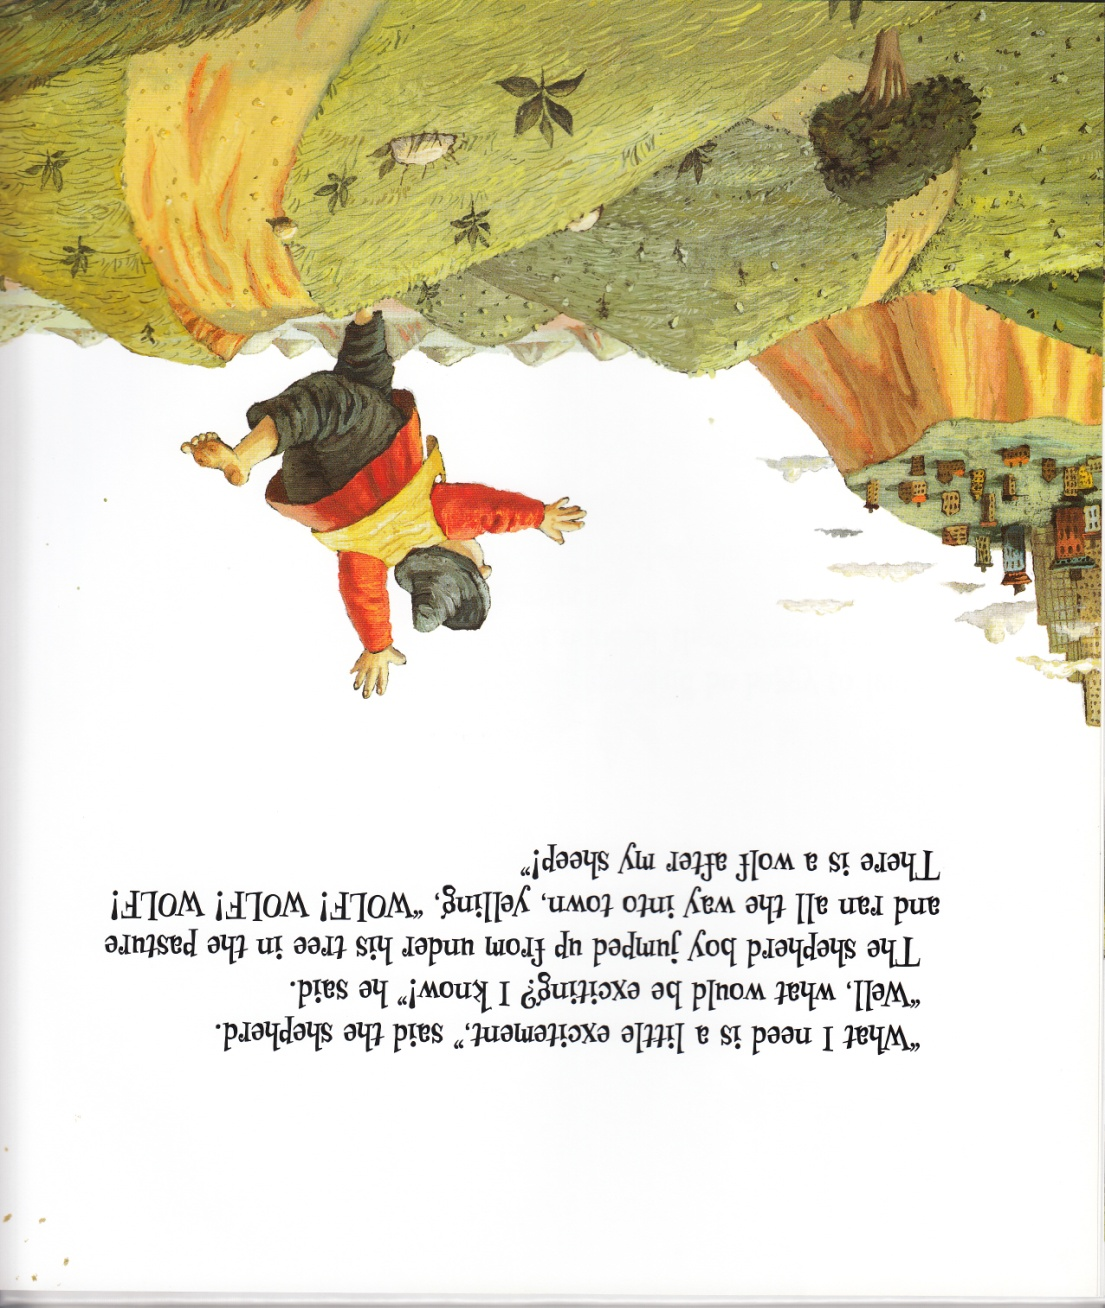 “What I need is a little excitement,” said the shepherd.
“Well, what would be exciting? I know!” he said.
The shepherd boy jumped up from under his tree in the pasture
and ran all the way into town, yelling, “WOLF! WOLF! WOLF!
There is a wolf after my sheep!”